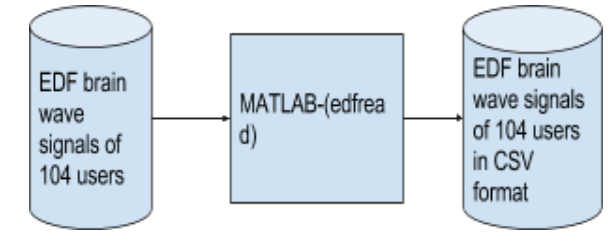 EDF brain
wave
signals of
104 users
MATLAB-(edfrea
d)
EDF brain
wave signals
of 104 users
in CSV
format